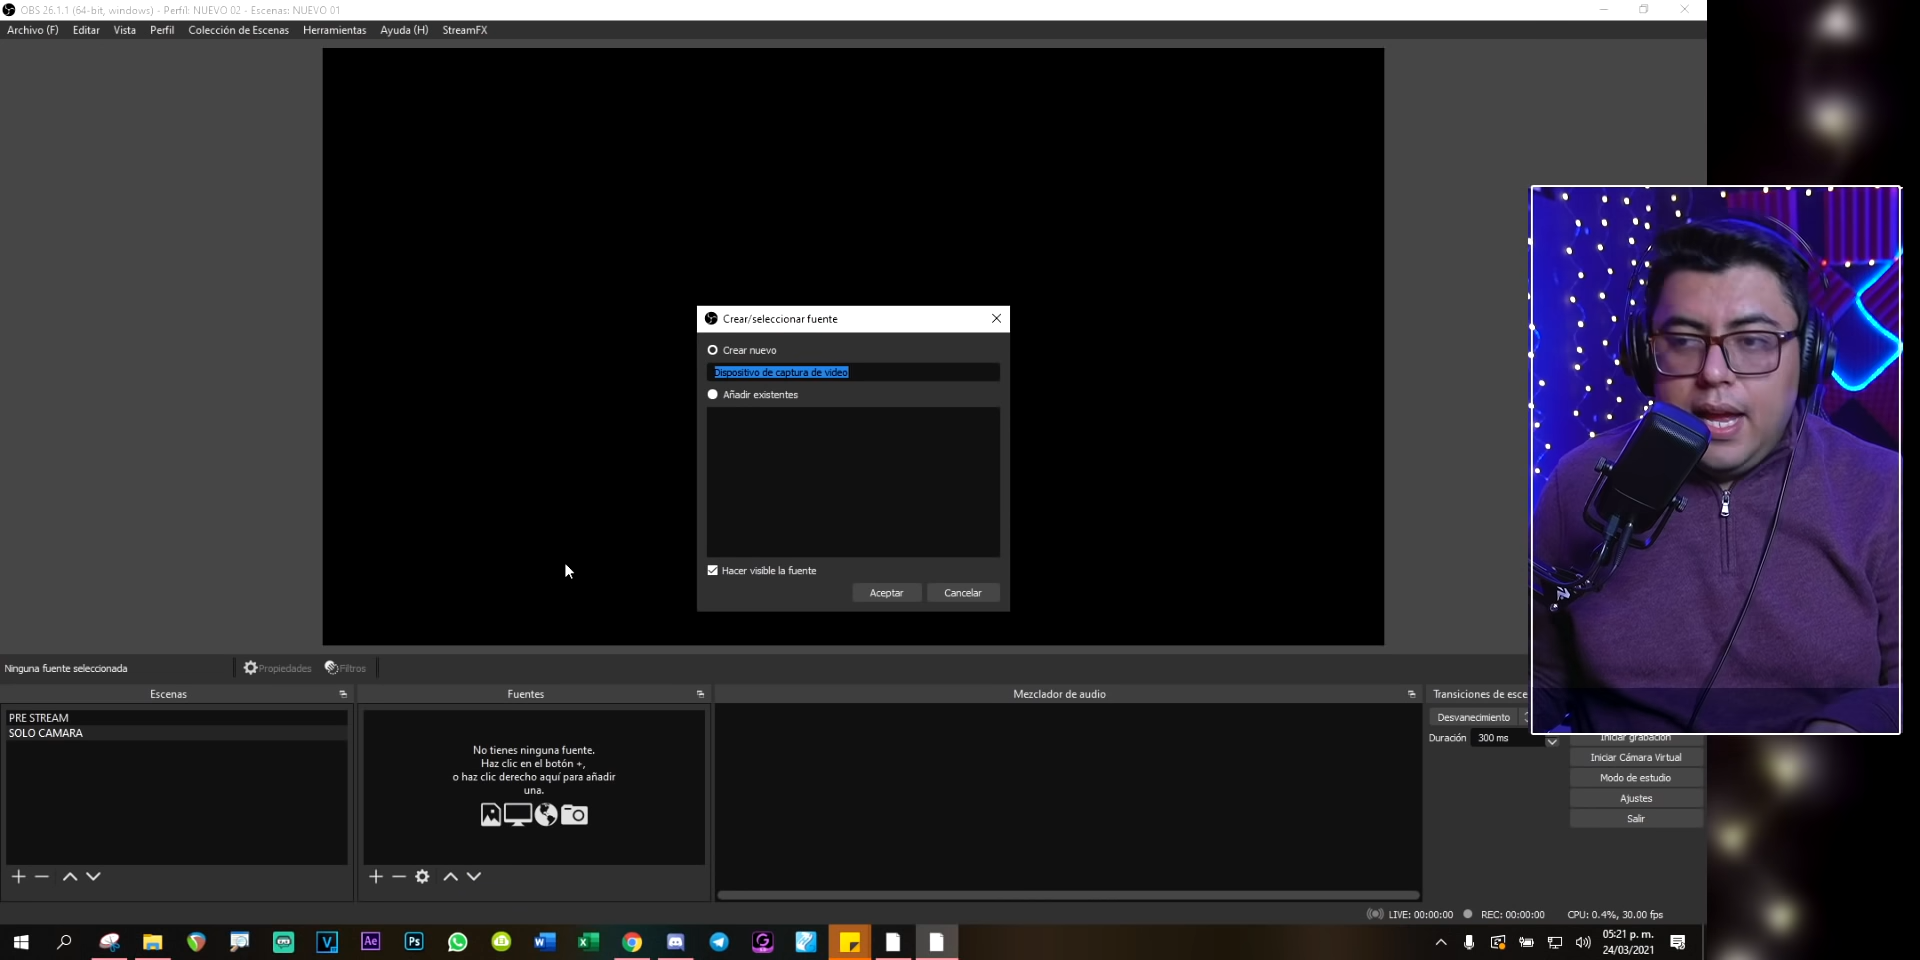 OBS 26.1.1 (64-bit, windows) - Perfil: NUEVO 02 - Escenas: NUEVO 01
Archivo (F) Editar Vista Perfil Colección de Escenas Herramientas Ayuda (H) StreamFX
Crear/seleccionar fuente
Crear nuevo
Dispositivo de captura de video
Añadir existentes
Hacer visible la fuente
Aceptar Cancelar
Ninguna fuente seleccionada Propiedades Filtros
Escenas Fuentes Mezclador de audio Transiciones de esce
PRE STREAM
SOLO CAMARA
No tienes ninguna fuente.
Haz clic en el botón +,
o haz clic derecho aquí para añadir
una.
Desvanecimiento
Duración 300 ms
Iniciar grabación
Iniciar Cámara Virtual
Modo de estudio
Ajustes
Salir
LIVE: 00:00:00 REC: 00:00:00 CPU: 0.4%, 30.00 fps
Ae Ps
05:21 p. m.
24/03/2021